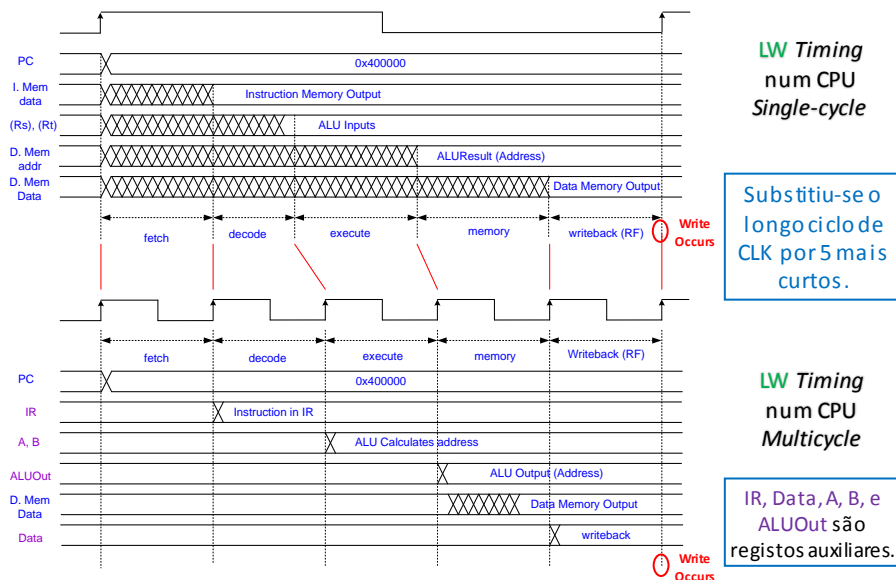 PC
0x400000
LW Timing
num CPU
Single-cycle
I. Mem
data
Instruction Memory Output
(Rs), (Rt)
ALU Inputs
D. Mem
addr
ALUResult (Address)
D. Mem
Data
Data Memory Output
fetch
decode
execute
memory
writeback (RF)
Write
Occurs
Substitiu-se o
longo ciclo de
CLK por 5 mais
curtos.
fetch
decode
execute
memory
Writeback (RF)
PC
0x400000
LW Timing
num CPU
Multicycle
IR
Instruction in IR
A, B
ALU Calculates address
ALUOut
ALU Output (Address)
D. Mem
Data
Data Memory Output
Data
writeback
Write
Occurs
IR, Data, A, B, e
ALUOut são
registos auxiliares.